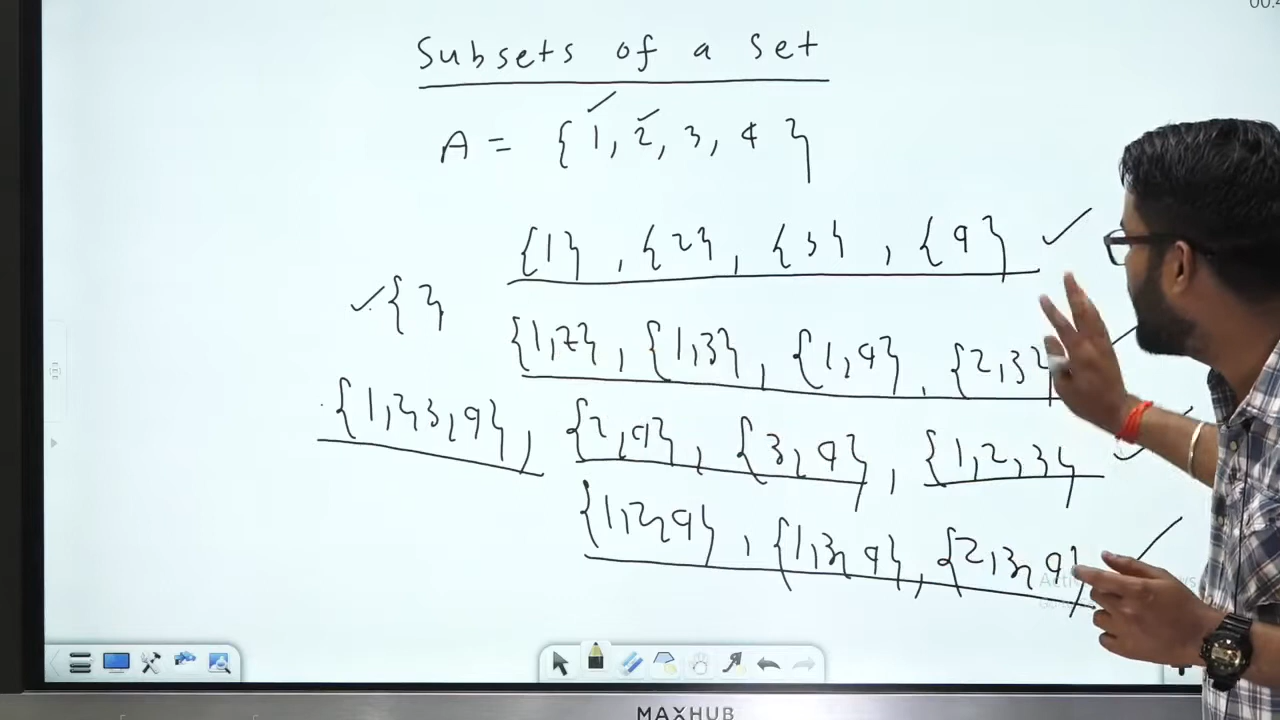 Subsets of a set
A = {1, 2, 3, 4}
{1}, {2}, {3}, {4}
{ }
{1,2}, {1,3}, {1,4}, {2,3}
{1,2,3,4}, {2,4}, {3,4}, {1,2,3}
{1,2,4}, {1,3,4}, {2,3,4}
MAXHUB